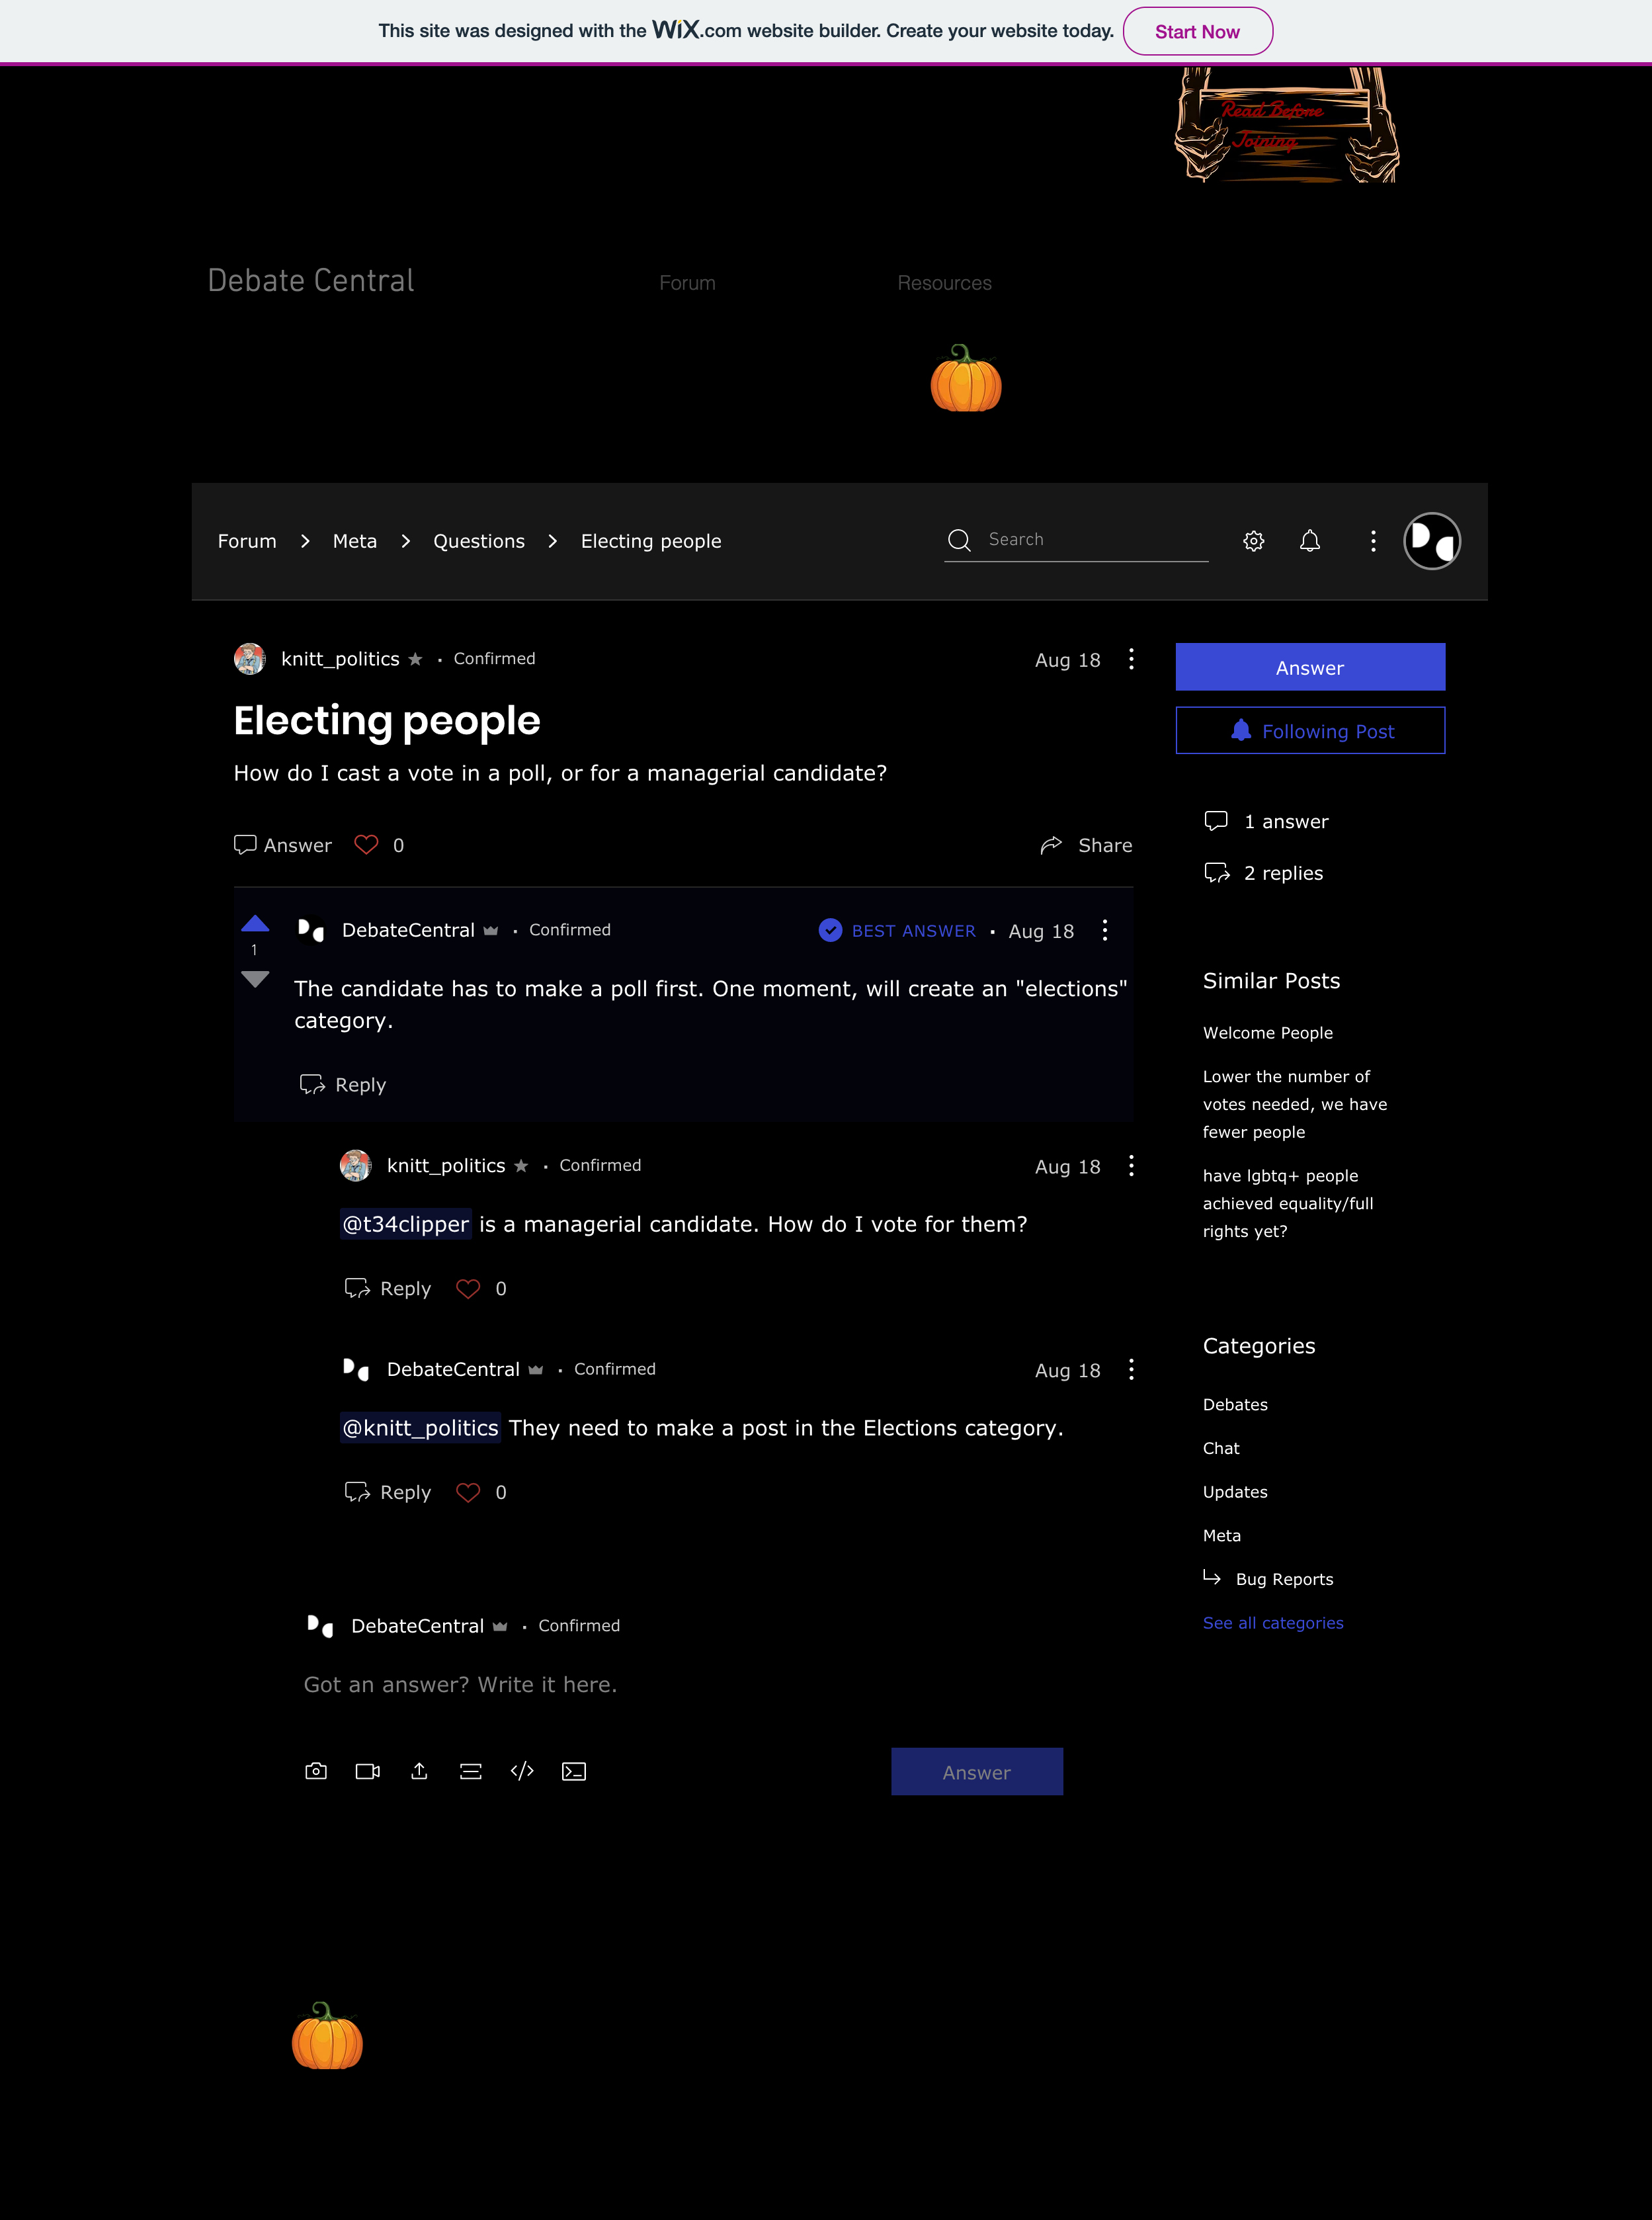 This site was designed with the WiX.com website builder. Create your website today. Start Now
Read Before
Joining
Debate Central Forum Resources
Forum Meta Questions Electing people Search
knitt_politics Confirmed Aug 18
Answer
Electing people
Following Post
How do I cast a vote in a poll, or for a managerial candidate?
1 answer
Answer 0 Share
2 replies
DebateCentral Confirmed BEST ANSWER Aug 18
1
The candidate has to make a poll first. One moment, will create an "elections"
category.
Reply
Similar Posts
Welcome People
Lower the number of
votes needed, we have
fewer people
have lgbtq+ people
achieved equality/full
rights yet?
knitt_politics Confirmed Aug 18
@t34clipper is a managerial candidate. How do I vote for them?
Reply 0
DebateCentral Confirmed Aug 18
@knitt_politics They need to make a post in the Elections category.
Reply 0
Categories
Debates
Chat
Updates
Meta
Bug Reports
See all categories
DebateCentral Confirmed
Got an answer? Write it here.
Answer